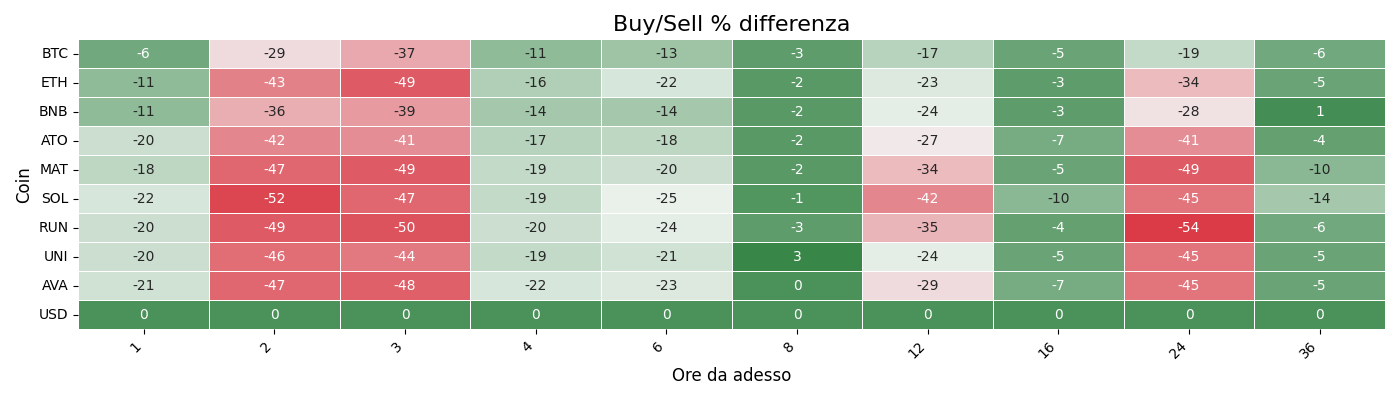 Buy/Sell % differenza
Coin
BTC -6 -29 -37 -11 -13 -3 -17 -5 -19 -6
ETH -11 -43 -49 -16 -22 -2 -23 -3 -34 -5
BNB -11 -36 -39 -14 -14 -2 -24 -3 -28 1
ATO -20 -42 -41 -17 -18 -2 -27 -7 -41 -4
MAT -18 -47 -49 -19 -20 -2 -34 -5 -49 -10
SOL -22 -52 -47 -19 -25 -1 -42 -10 -45 -14
RUN -20 -49 -50 -20 -24 -3 -35 -4 -54 -6
UNI -20 -46 -44 -19 -21 3 -24 -5 -45 -5
AVA -21 -47 -48 -22 -23 0 -29 -7 -45 -5
USD 0 0 0 0 0 0 0 0 0 0
1 2 3 4 6 8 12 16 24 36
Ore da adesso